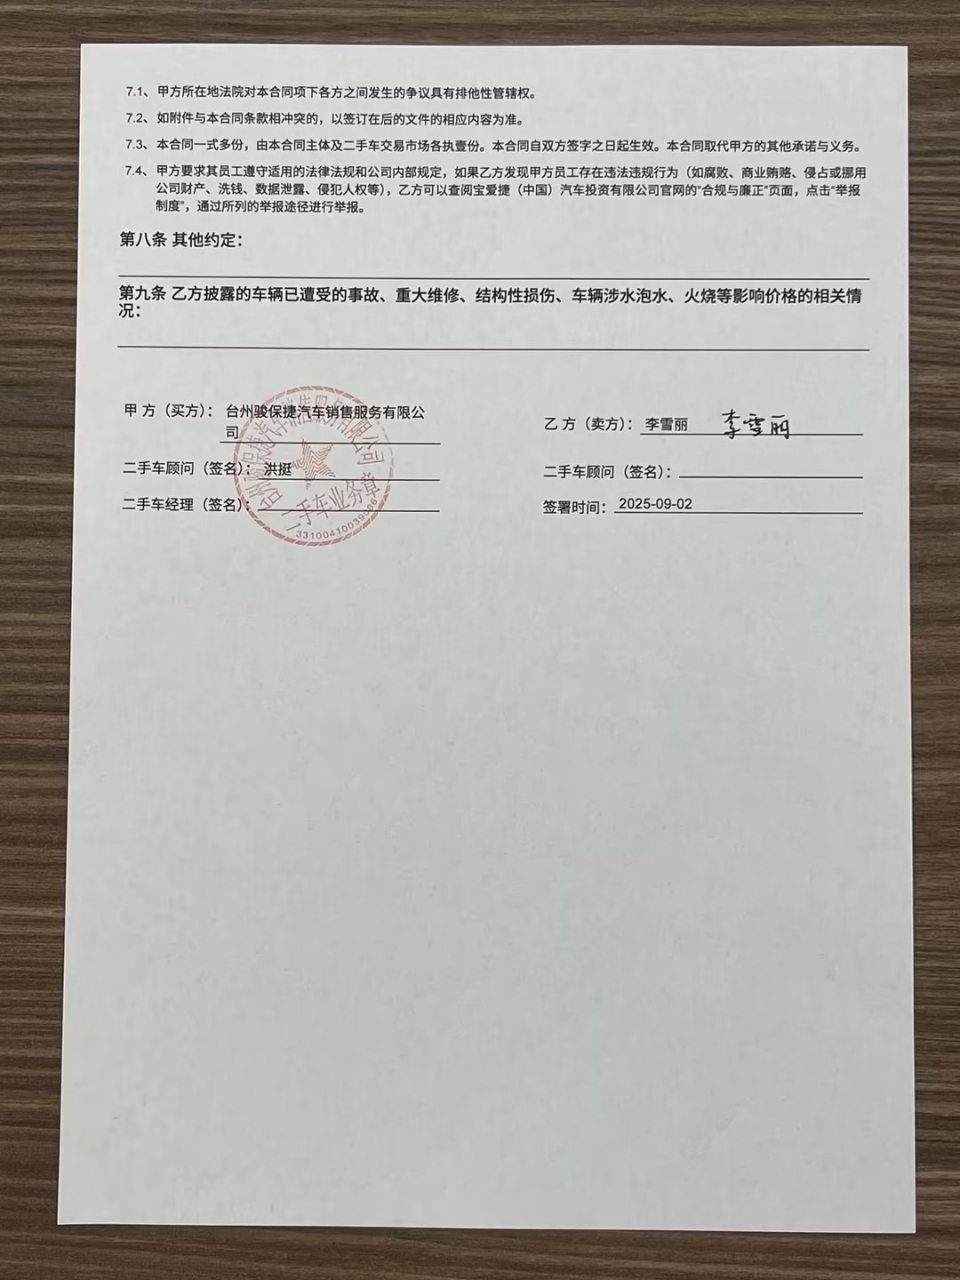 7.1、甲方所在地法院对本合同项下各方之间发生的争议具有排他性管辖权。
7.2、如附件与本合同条款相冲突的，以签订在后的文件的相应内容为准。
7.3、本合同一式多份，由本合同主体及二手车交易市场各执壹份。本合同自双方签字之日起生效。本合同取代甲方的其他承诺与义务。
7.4、甲方要求其员工遵守适用的法律法规和公司内部规定，如果乙方发现甲方员工存在违法违规行为（如腐败、商业贿赂、侵占或挪用
公司财产、洗钱、数据泄露、侵犯人权等），乙方可以查阅宝爱捷（中国）汽车投资有限公司官网的“合规与廉正”页面，点击“举报
制度”，通过所列的举报途径进行举报。
第八条 其他约定：
第九条 乙方披露的车辆已遭受的事故、重大维修、结构性损伤、车辆涉水泡水、火烧等影响价格的相关情
况：
甲 方（买方）： 台州骏保捷汽车销售服务有限公
司
乙 方（卖方）： 李雪丽 李雪丽
二手车顾问（签名）： 洪挺
二手车顾问（签名）：
二手车经理（签名）：
签署时间： 2025-09-02
台州骏保捷汽车销售服务有限公司
二手车业务章